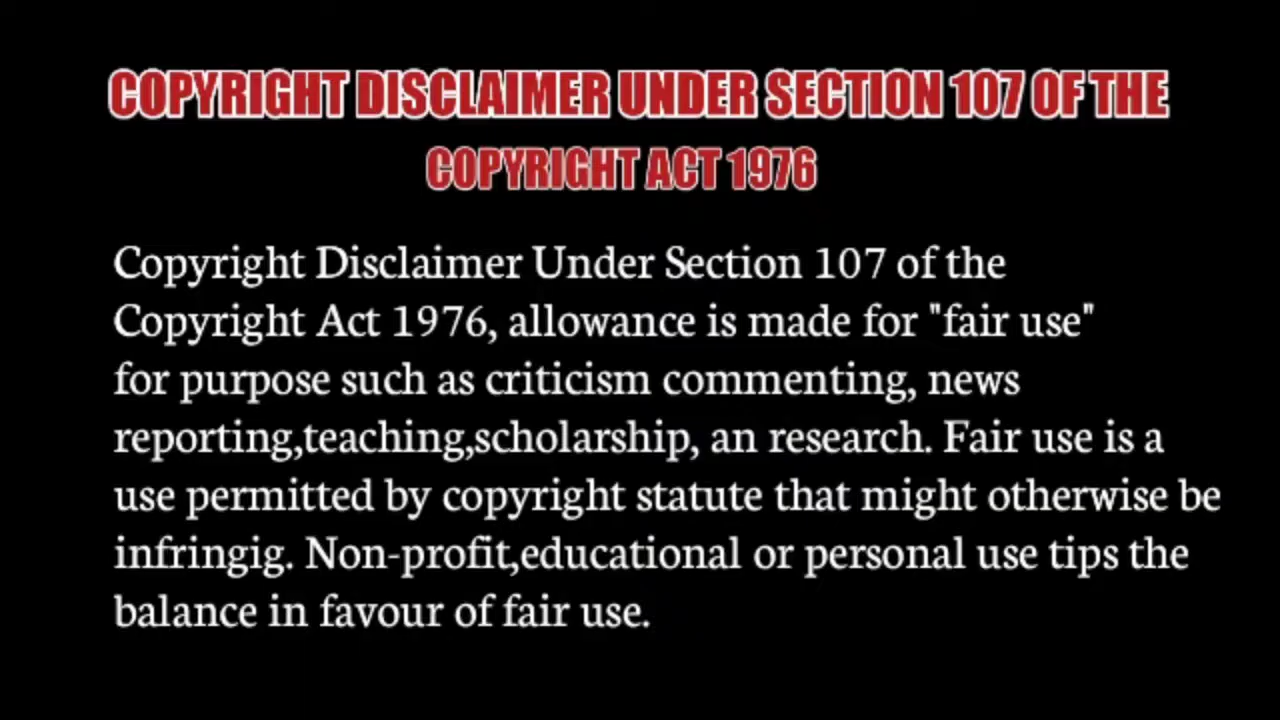 COPYRIGHT DISCLAIMER UNDER SECTION 107 OF THE
COPYRIGHT ACT 1976
Copyright Disclaimer Under Section 107 of the
Copyright Act 1976, allowance is made for "fair use"
for purpose such as criticism commenting, news
reporting,teaching,scholarship, an research. Fair use is a
use permitted by copyright statute that might otherwise be
infringig. Non-profit,educational or personal use tips the
balance in favour of fair use.